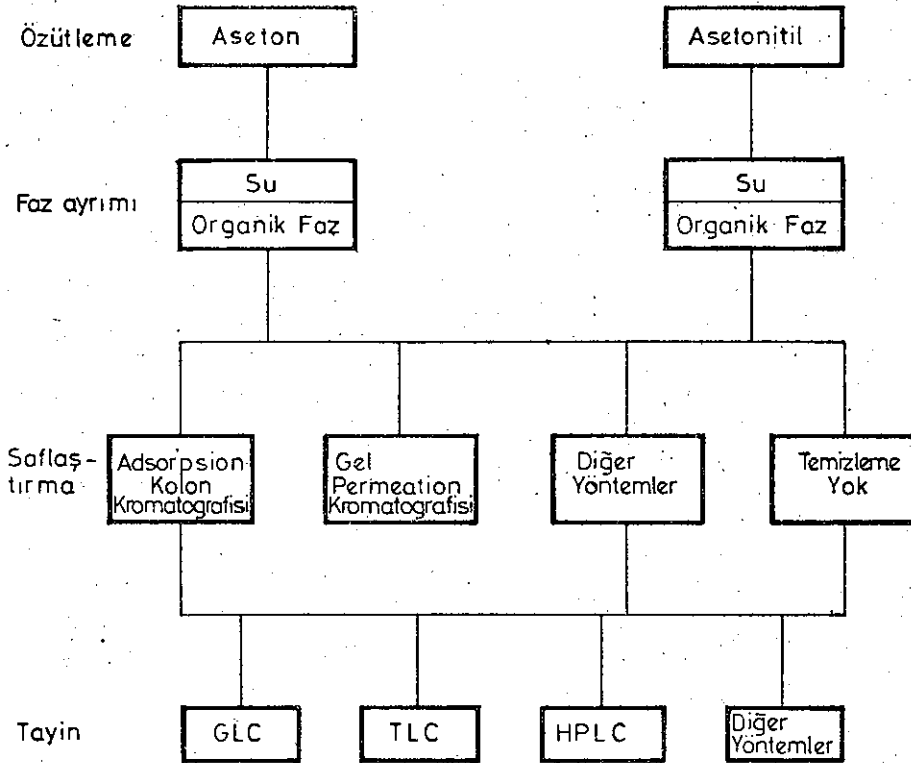 Özütleme
Aseton
Asetonitil
Faz ayrımı
Su
Organik Faz
Su
Organik Faz
Saflaş-
tırma
Adsorpsion
Kolon
Kromatografisi
Gel
Permeation
Kromatografisi
Diğer
Yöntemler
Temizleme
Yok
Tayin
GLC
TLC
HPLC
Diğer
Yöntemler